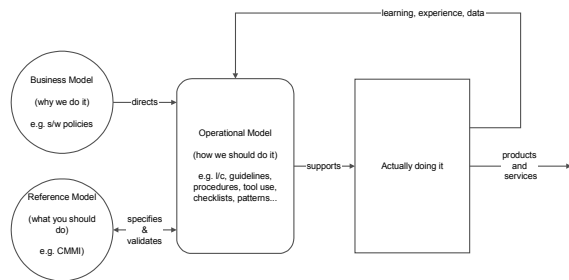 learning, experience, data
Business Model
(why we do it)
e.g. s/w policies
directs
Operational Model
(how we should do it)
e.g. l/c, guidelines,
procedures, tool use,
checklists, patterns...
supports
Actually doing it
products
and
services
Reference Model
(what you should
do)
e.g. CMMI)
specifies
&
validates